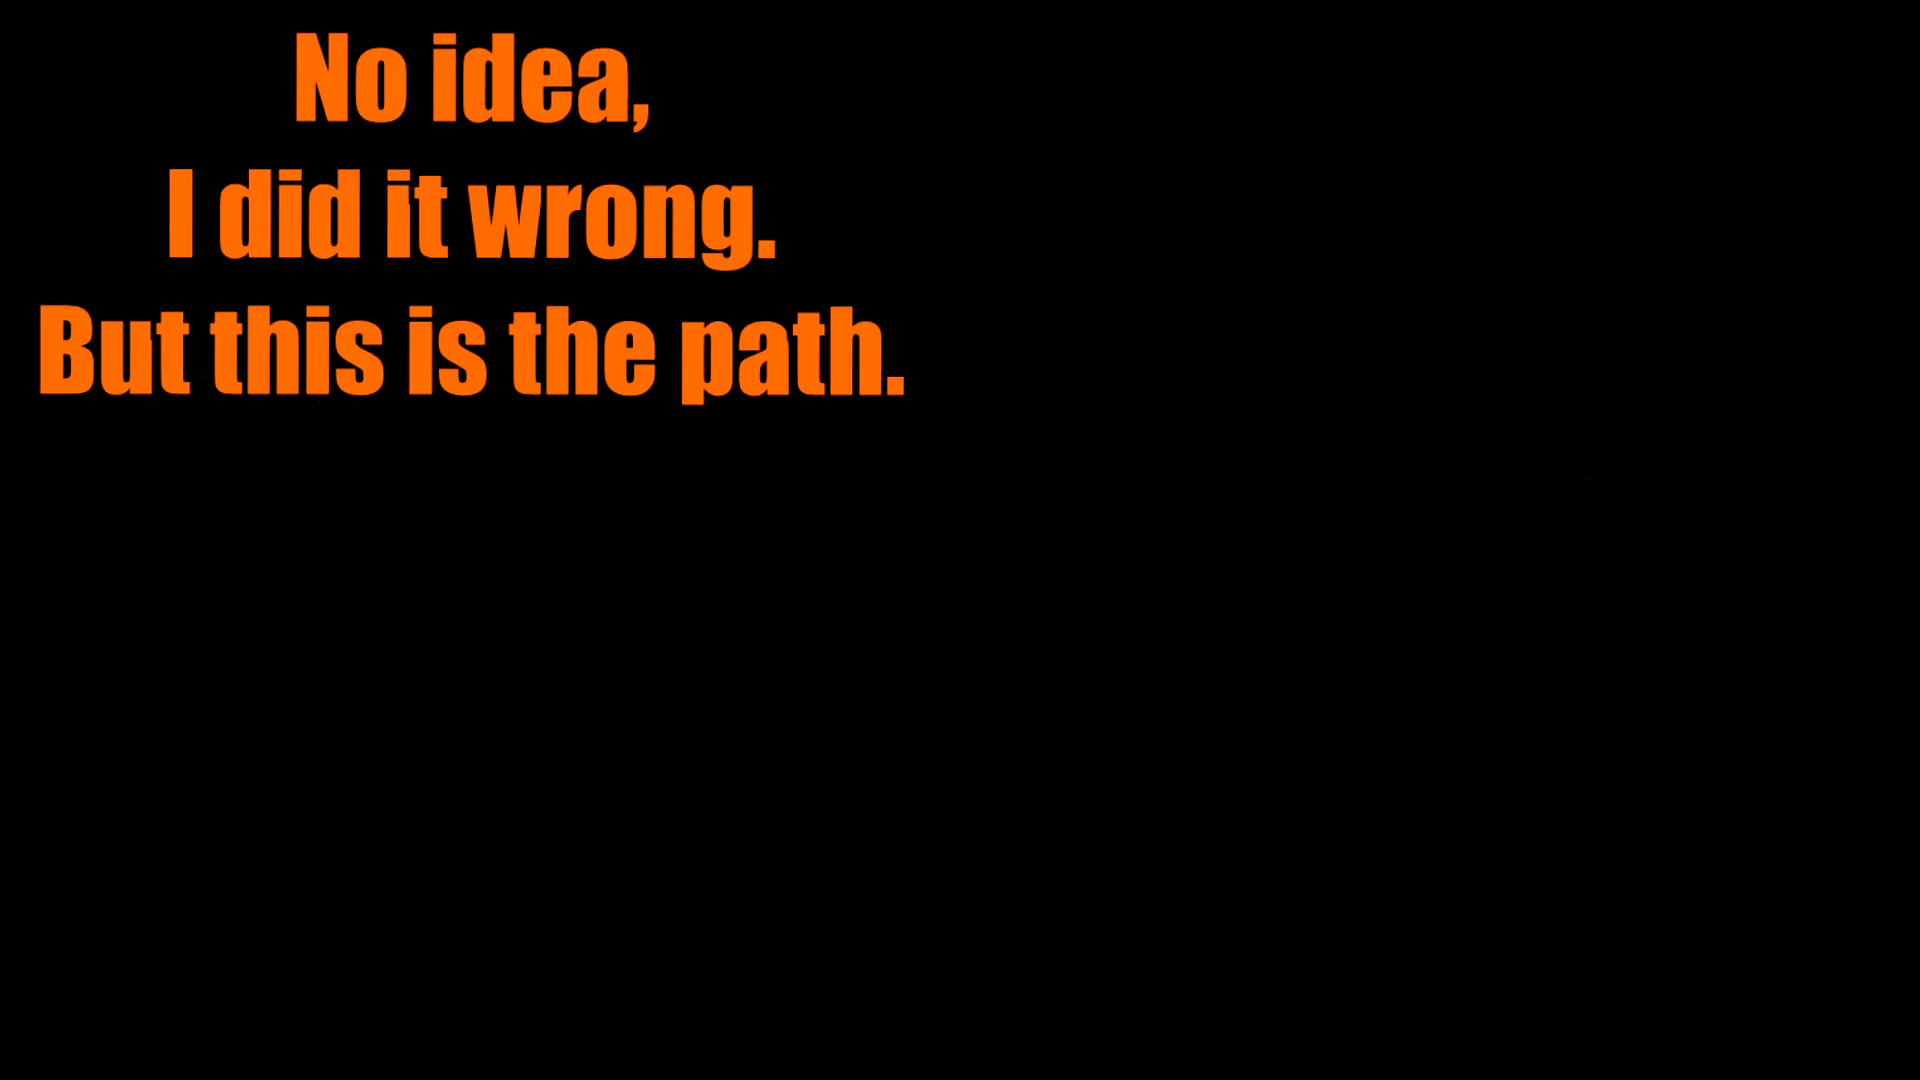 No idea,
I did it wrong.
But this is the path.